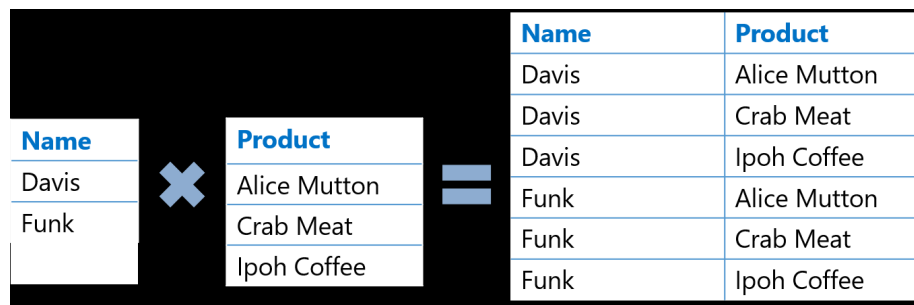 Name
Davis
Funk
Product
Alice Mutton
Crab Meat
Ipoh Coffee
Name Product
Davis Alice Mutton
Davis Crab Meat
Davis Ipoh Coffee
Funk Alice Mutton
Funk Crab Meat
Funk Ipoh Coffee